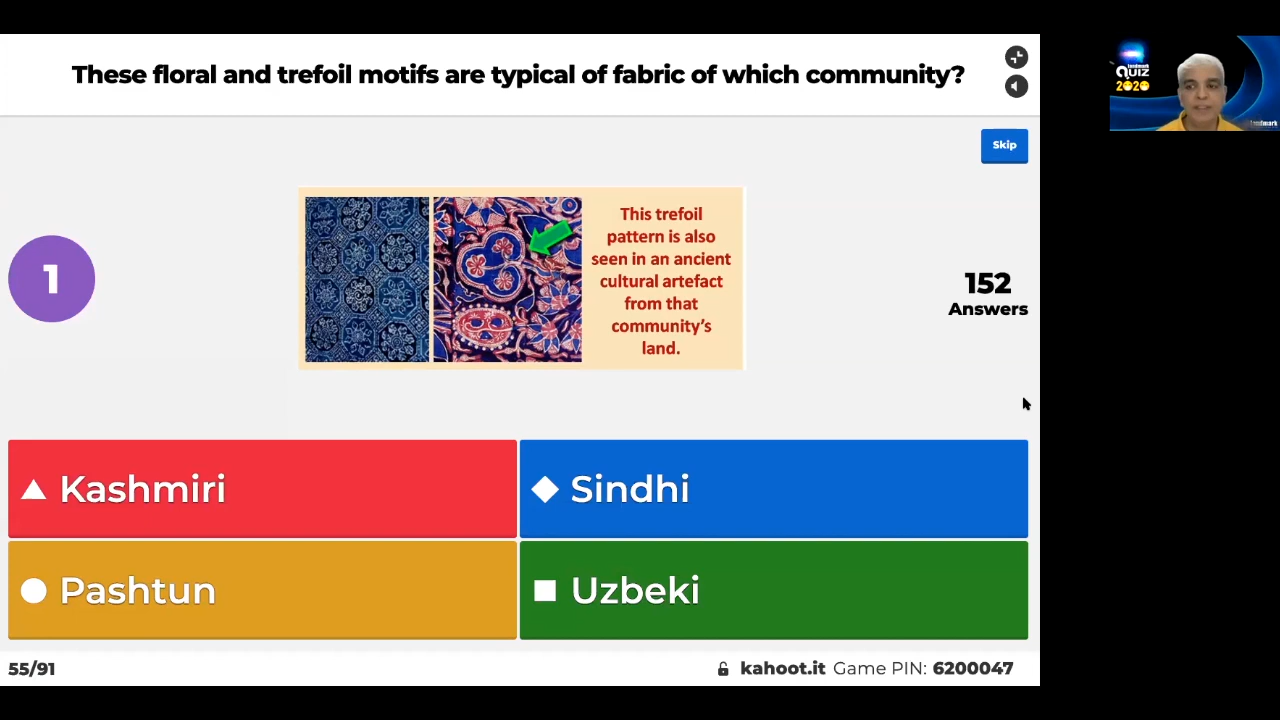 These floral and trefoil motifs are typical of fabric of which community?
Landmark
QUIZ
2020
Skip
1
This trefoil
pattern is also
seen in an ancient
cultural artefact
from that
community's
land.
152
Answers
Kashmiri
Sindhi
Pashtun
Uzbeki
55/91
kahoot.it Game PIN: 6200047
Landmark